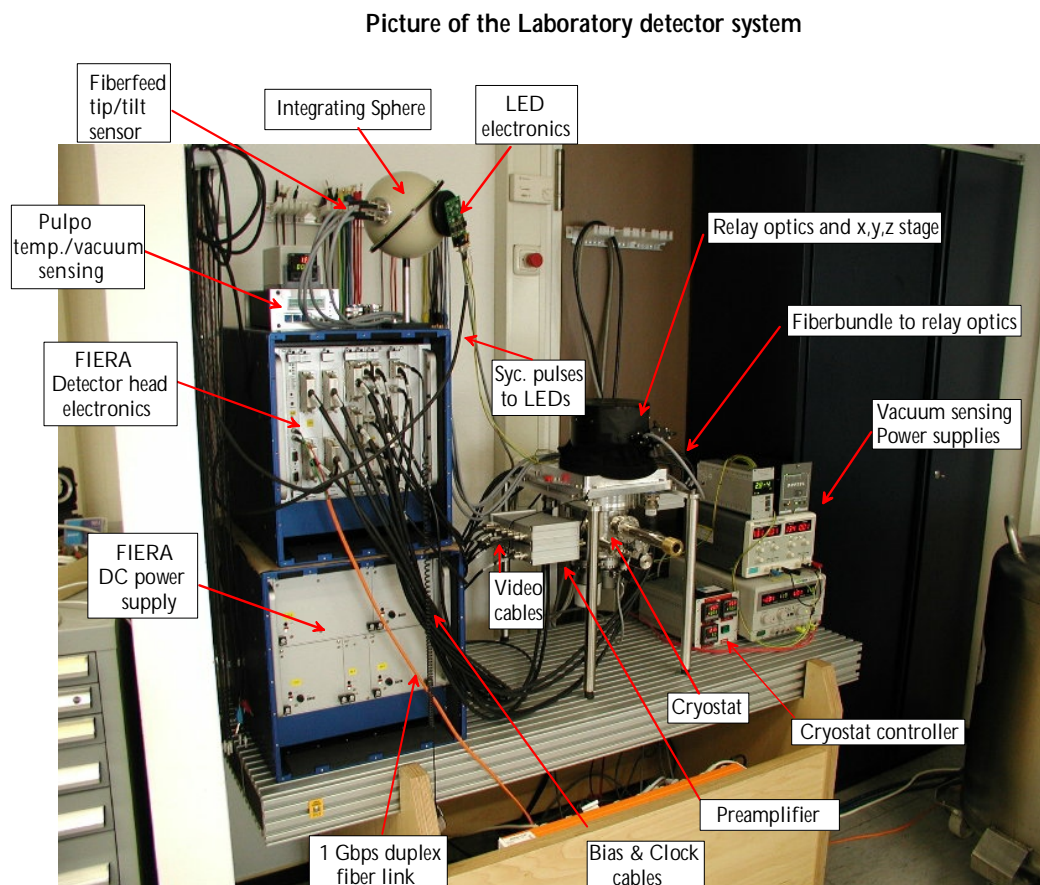 Picture of the Laboratory detector system
Fiberfeed
tip/tilt
sensor
Integrating Sphere
LED
electronics
Pulpo
temp./vacuum
sensing
Relay optics and x,y,z stage
Fiberbundle to relay optics
FIERA
Detector head
electronics
Syc. pulses
to LEDs
Vacuum sensing
Power supplies
FIERA
DC power
supply
Video
cables
Cryostat
Cryostat controller
Preamplifier
1 Gbps duplex
fiber link
Bias & Clock
cables